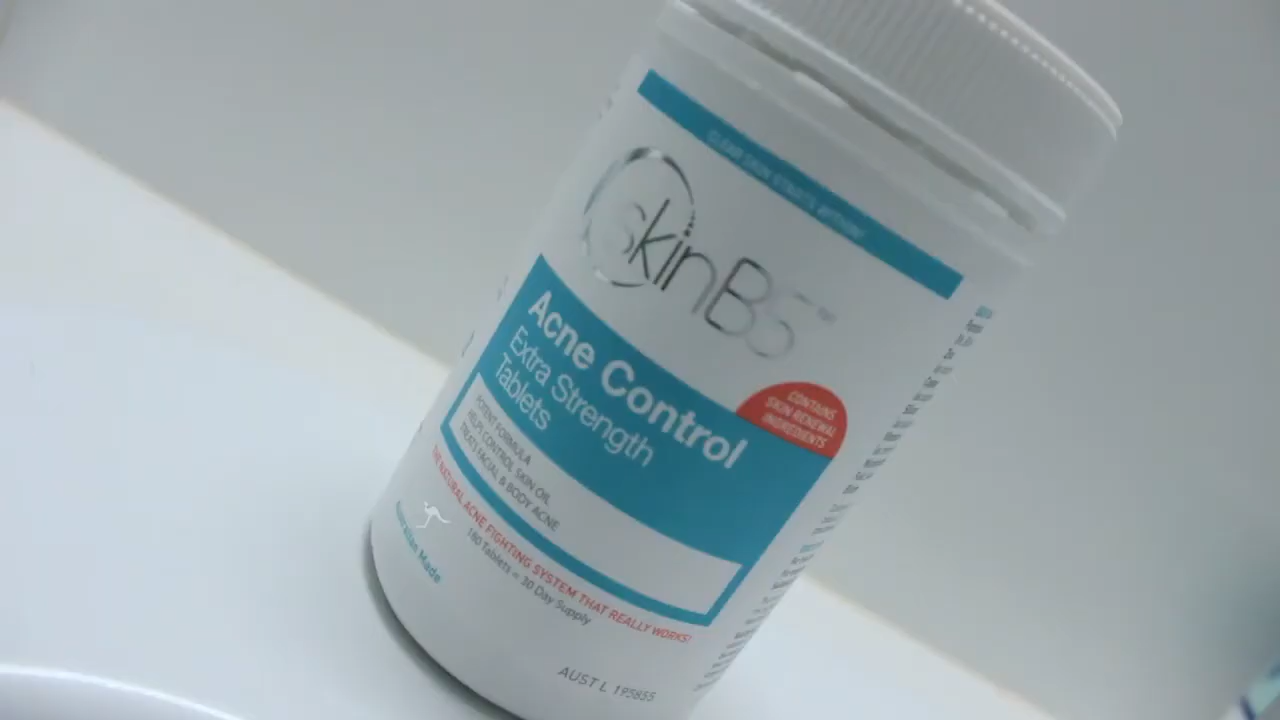 CLEAR SKIN STARTS WITHIN
skinB5™
Acne Control
Extra Strength
Tablets
CONTAINS
SKIN RENEWAL
INGREDIENTS
POTENT FORMULA
HELPS CONTROL SKIN OIL
TREATS FACIAL & BODY ACNE
THE NATURAL ACNE FIGHTING SYSTEM THAT REALLY WORKS!
180 Tablets = 30 Day Supply
Australian Made
AUST L 195855